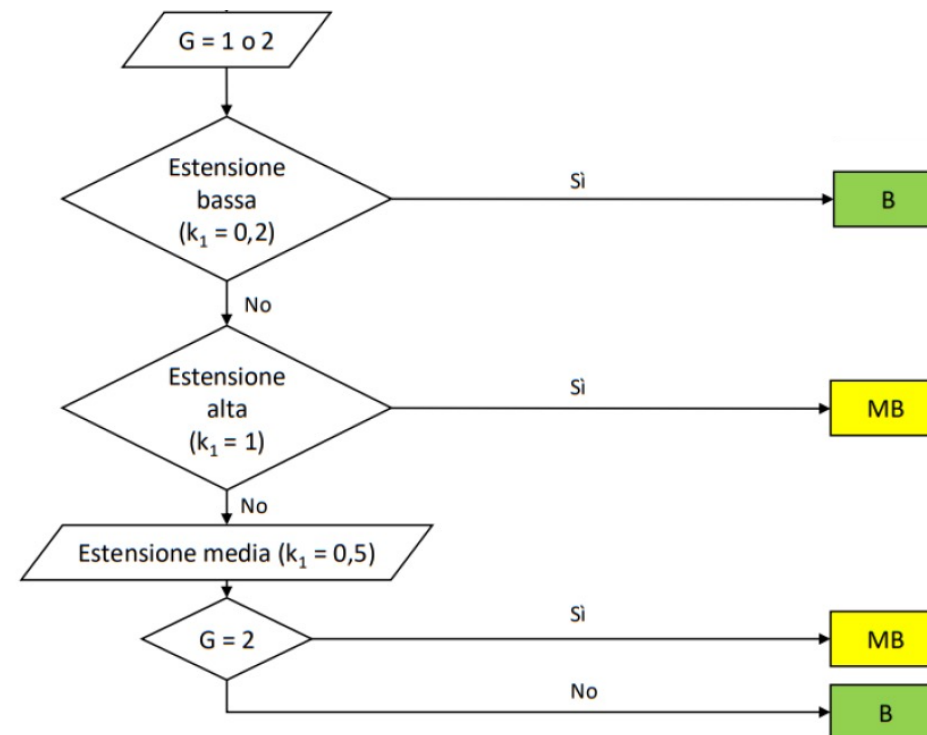 G = 1 o 2
Estensione
bassa
(k₁ = 0,2)
Sì
B
No
Estensione
alta
(k₁ = 1)
Sì
MB
No
Estensione media (k₁ = 0,5)
G = 2
Sì
MB
No
B